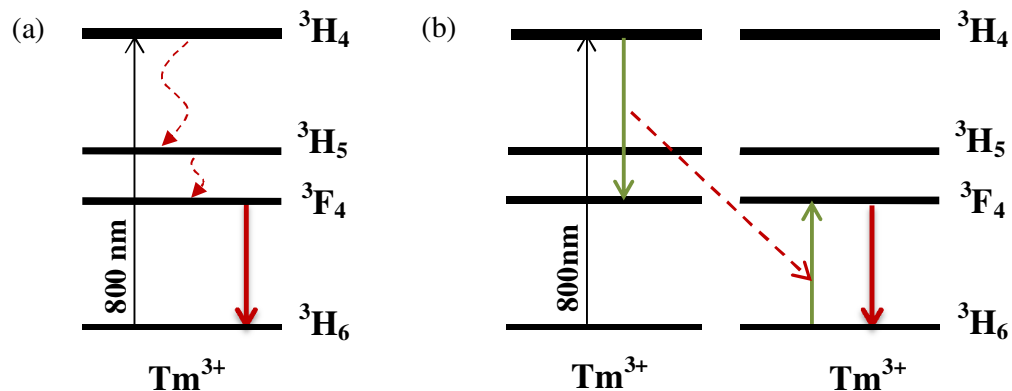 (a)
³H₄
³H₅
³F₄
³H₆
800 nm
Tm³⁺
(b)
³H₄
³H₅
³F₄
³H₆
800nm
Tm³⁺
Tm³⁺